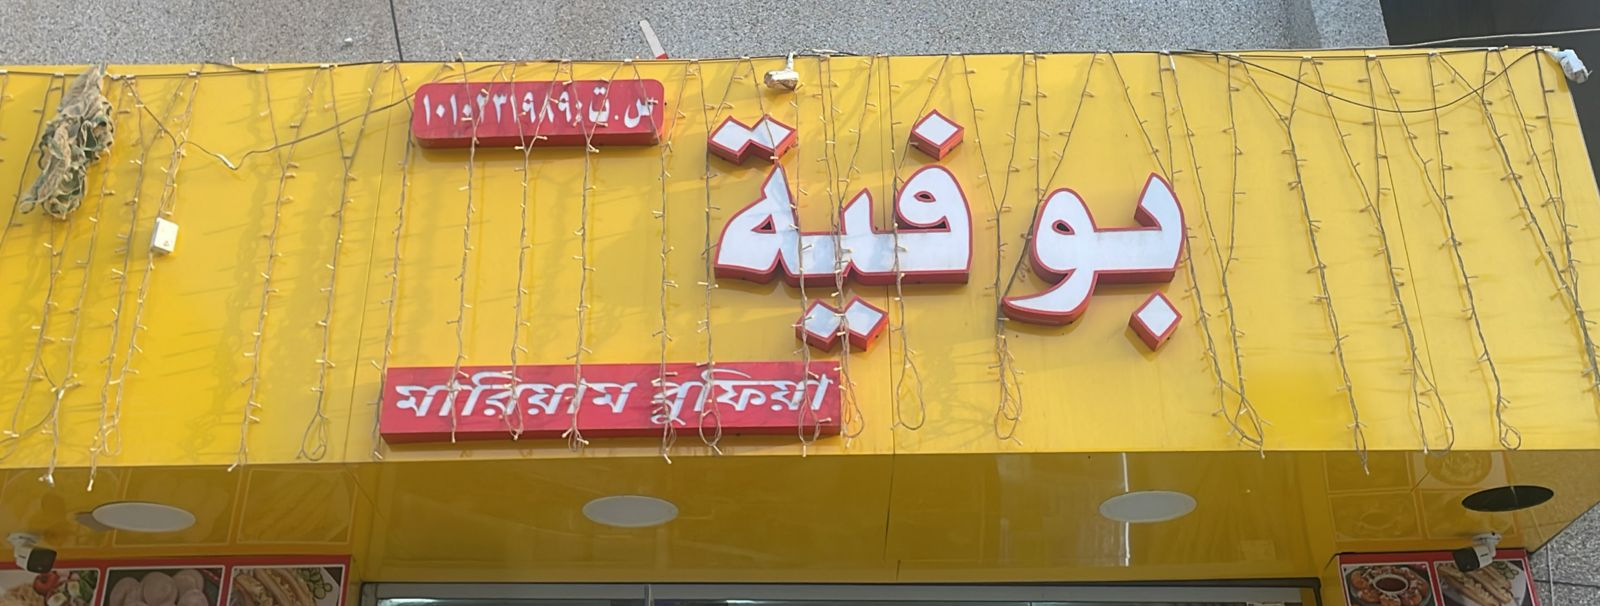 س.ت: ١٠١٠٢٣١٩٨٩
بوفية
মারিয়াম বুফিয়া